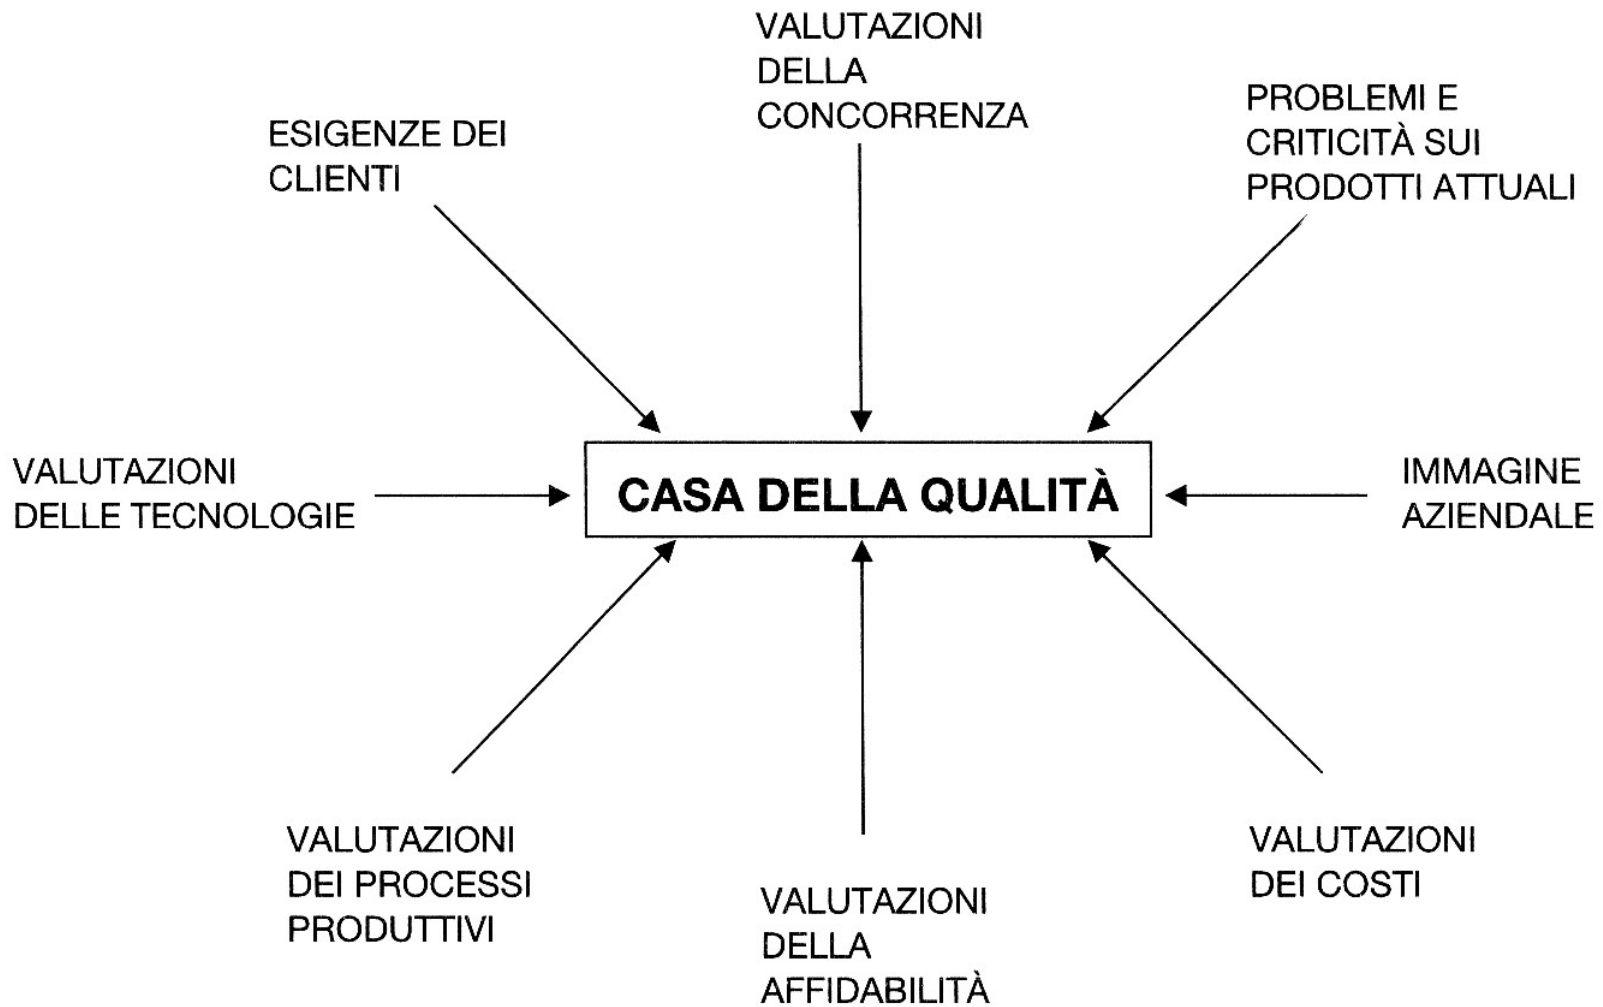 VALUTAZIONI
DELLA
CONCORRENZA
PROBLEMI E
CRITICITÀ SUI
PRODOTTI ATTUALI
ESIGENZE DEI
CLIENTI
VALUTAZIONI
DELLE TECNOLOGIE
CASA DELLA QUALITÀ
IMMAGINE
AZIENDALE
VALUTAZIONI
DEI PROCESSI
PRODUTTIVI
VALUTAZIONI
DELLA
AFFIDABILITÀ
VALUTAZIONI
DEI COSTI